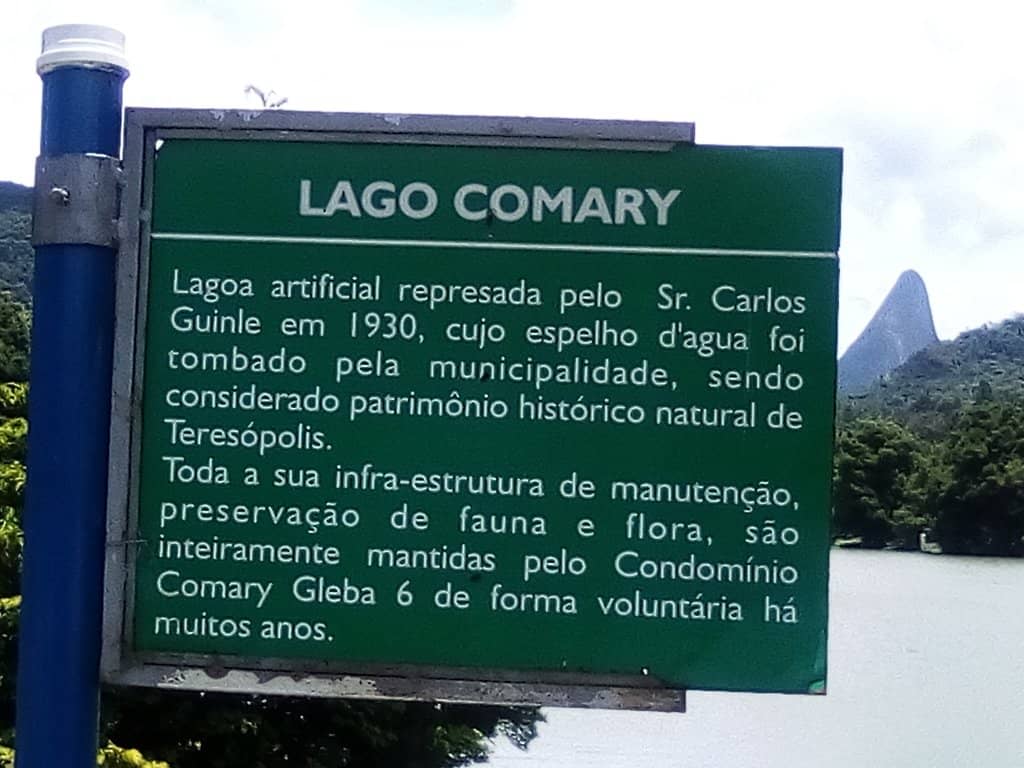 LAGO COMARY
Lagoa artificial represada pelo Sr. Carlos
Guinle em 1930, cujo espelho d'agua foi
tombado pela municipalidade, sendo
considerado patrimônio histórico natural de
Teresópolis.
Toda a sua infra-estrutura de manutenção,
preservação de fauna e flora, são
inteiramente mantidas pelo Condomínio
Comary Gleba 6 de forma voluntária há
muitos anos.